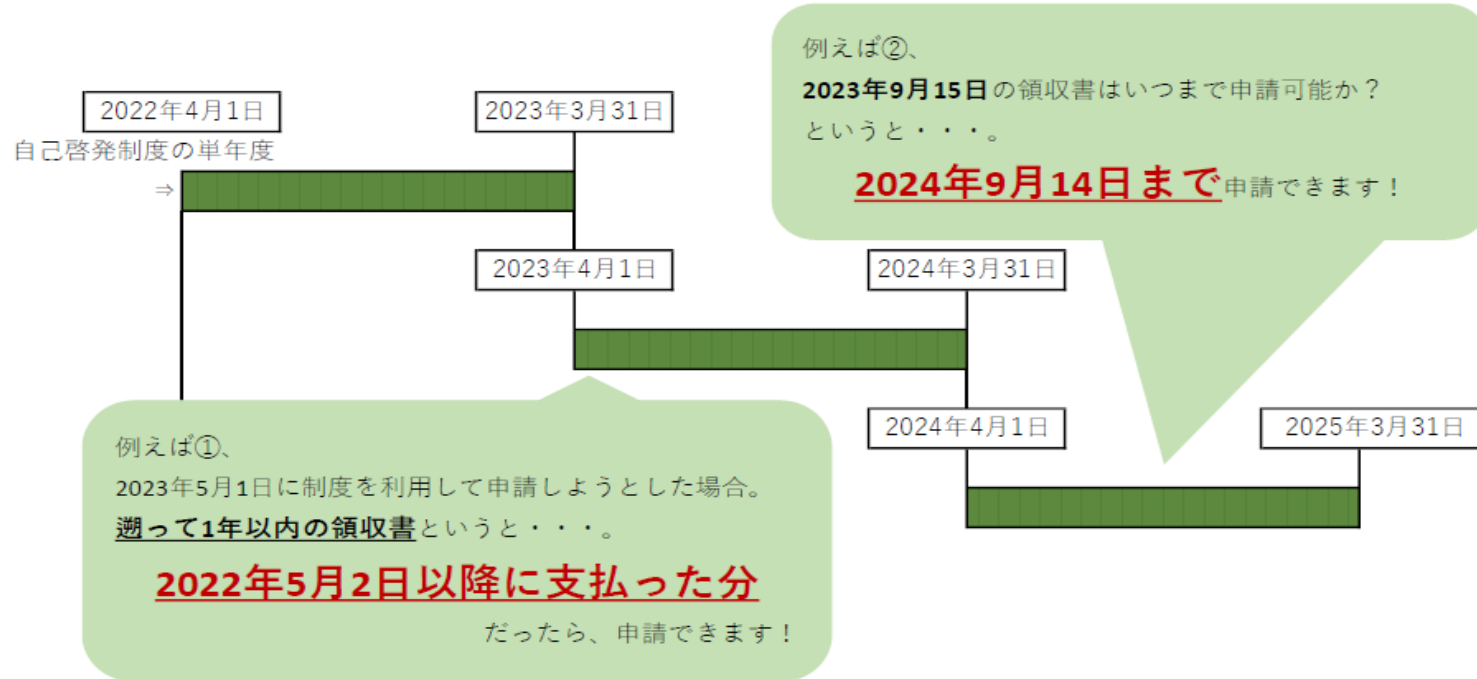 2022年4月1日
2023年3月31日
自己啓発制度の単年度
⇒
例えば②、
2023年9月15日の領収書はいつまで申請可能か？
というと・・・。
2024年9月14日まで申請できます！
2023年4月1日
2024年3月31日
例えば①、
2023年5月1日に制度を利用して申請しようとした場合。
遡って1年以内の領収書というと・・・。
2022年5月2日以降に支払った分
だったら、申請できます！
2024年4月1日
2025年3月31日